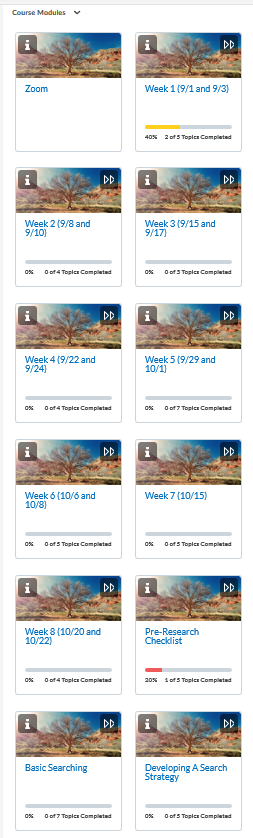 Course Modules
Zoom
Week 1 (9/1 and 9/3)
40% 2 of 5 Topics Completed
Week 2 (9/8 and
9/10)
0% 0 of 4 Topics Completed
Week 3 (9/15 and
9/17)
0% 0 of 5 Topics Completed
Week 4 (9/22 and
9/24)
0% 0 of 4 Topics Completed
Week 5 (9/29 and
10/1)
0% 0 of 7 Topics Completed
Week 6 (10/6 and
10/8)
0% 0 of 5 Topics Completed
Week 7 (10/15)
0% 0 of 5 Topics Completed
Week 8 (10/20 and
10/22)
0% 0 of 4 Topics Completed
Pre-Research
Checklist
20% 1 of 5 Topics Completed
Basic Searching
0% 0 of 7 Topics Completed
Developing A Search
Strategy
0% 0 of 5 Topics Completed